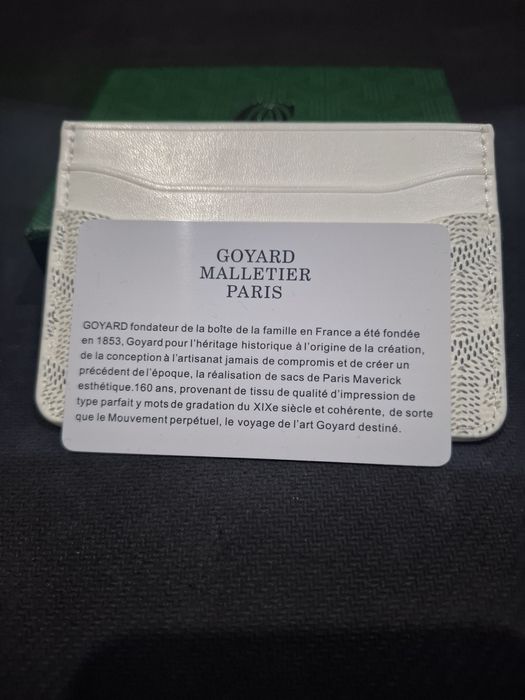 GOYARD
MALLETIER
PARIS
GOYARD fondateur de la boîte de la famille en France a été fondée
en 1853, Goyard pour l'héritage historique à l'origine de la création,
de la conception à l'artisanat jamais de compromis et de créer un
précédent de l'époque, la réalisation de sacs de Paris Maverick
esthétique.160 ans, provenant de tissu de qualité d'impression de
type parfait y mots de gradation du XIXe siècle et cohérente, de sorte
que le Mouvement perpétuel, le voyage de l'art Goyard destiné.